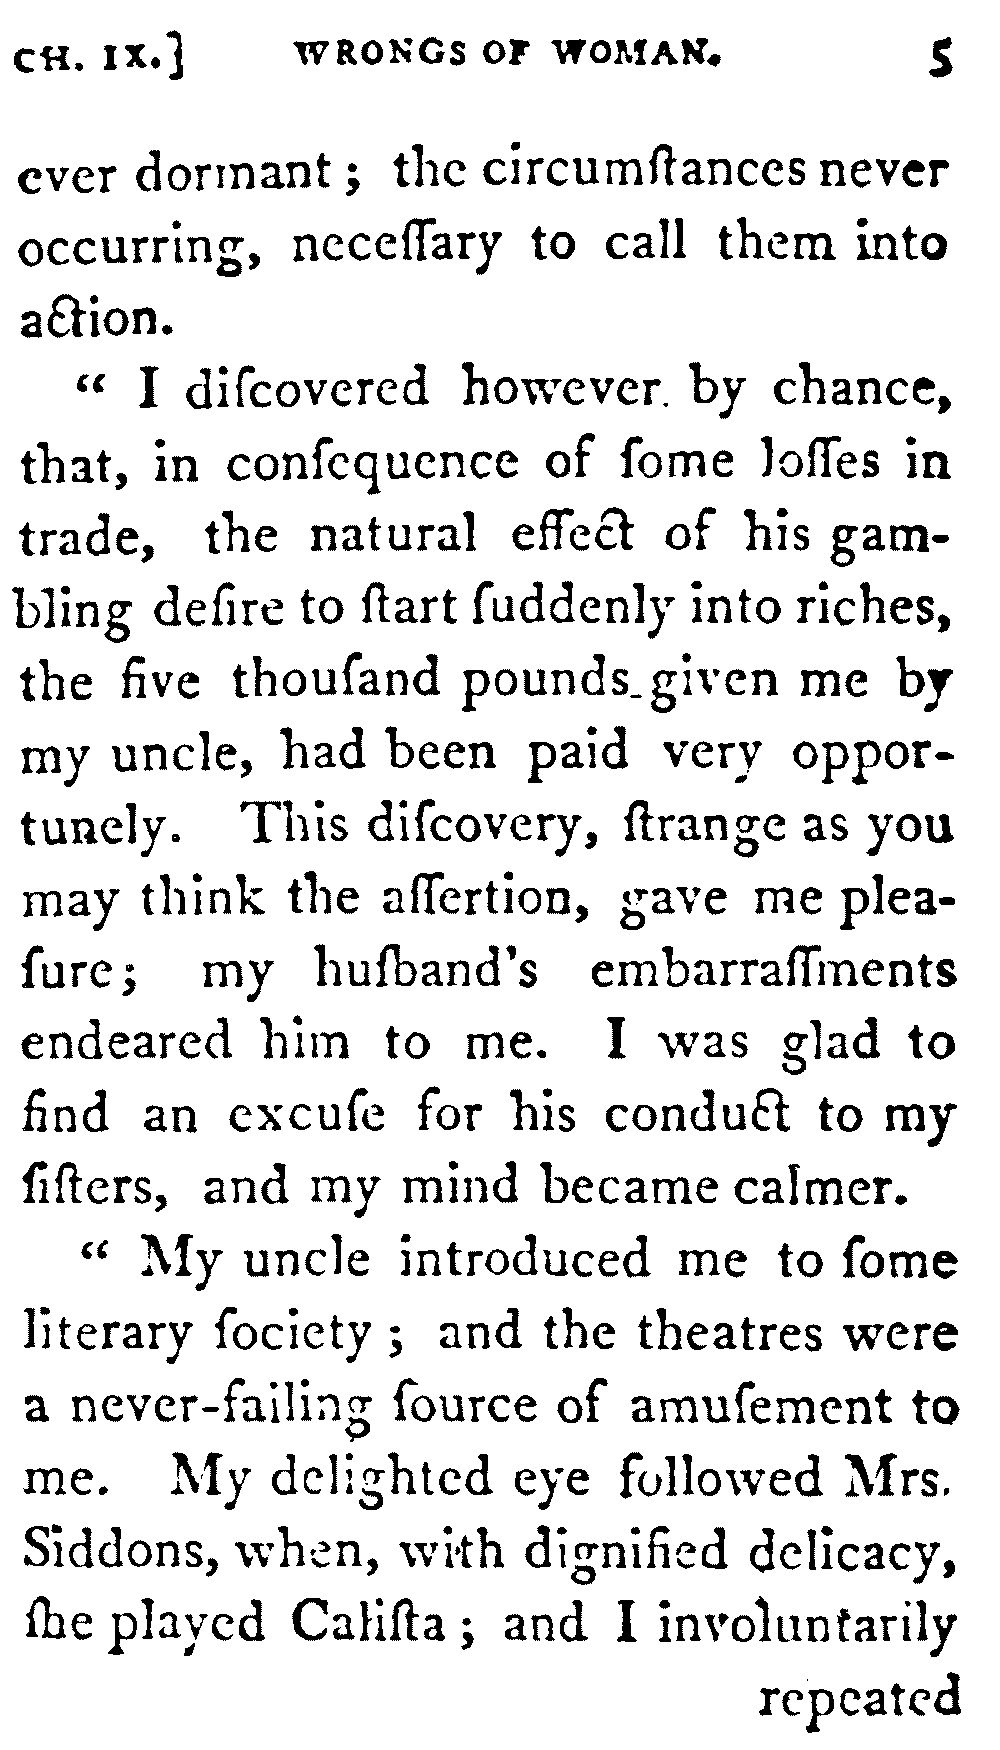 CH. IX.] WRONGS OF WOMAN. 5
ever dormant; the circumſtances never
occurring, neceſſary to call them into
action.
“ I diſcovered however. by chance,
that, in conſequence of ſome loſſes in
trade, the natural effect of his gam-
bling deſire to ſtart ſuddenly into riches,
the five thouſand pounds given me by
my uncle, had been paid very oppor-
tunely. This diſcovery, ſtrange as you
may think the aſſertion, gave me plea-
ſure; my huſband's embarraſſments
endeared him to me. I was glad to
find an excuſe for his conduct to my
ſiſters, and my mind became calmer.
“ My uncle introduced me to ſome
literary ſociety; and the theatres were
a never-failing ſource of amuſement to
me. My delighted eye followed Mrs.
Siddons, when, with dignified delicacy,
ſhe played Caliſta; and I involuntarily
repeated